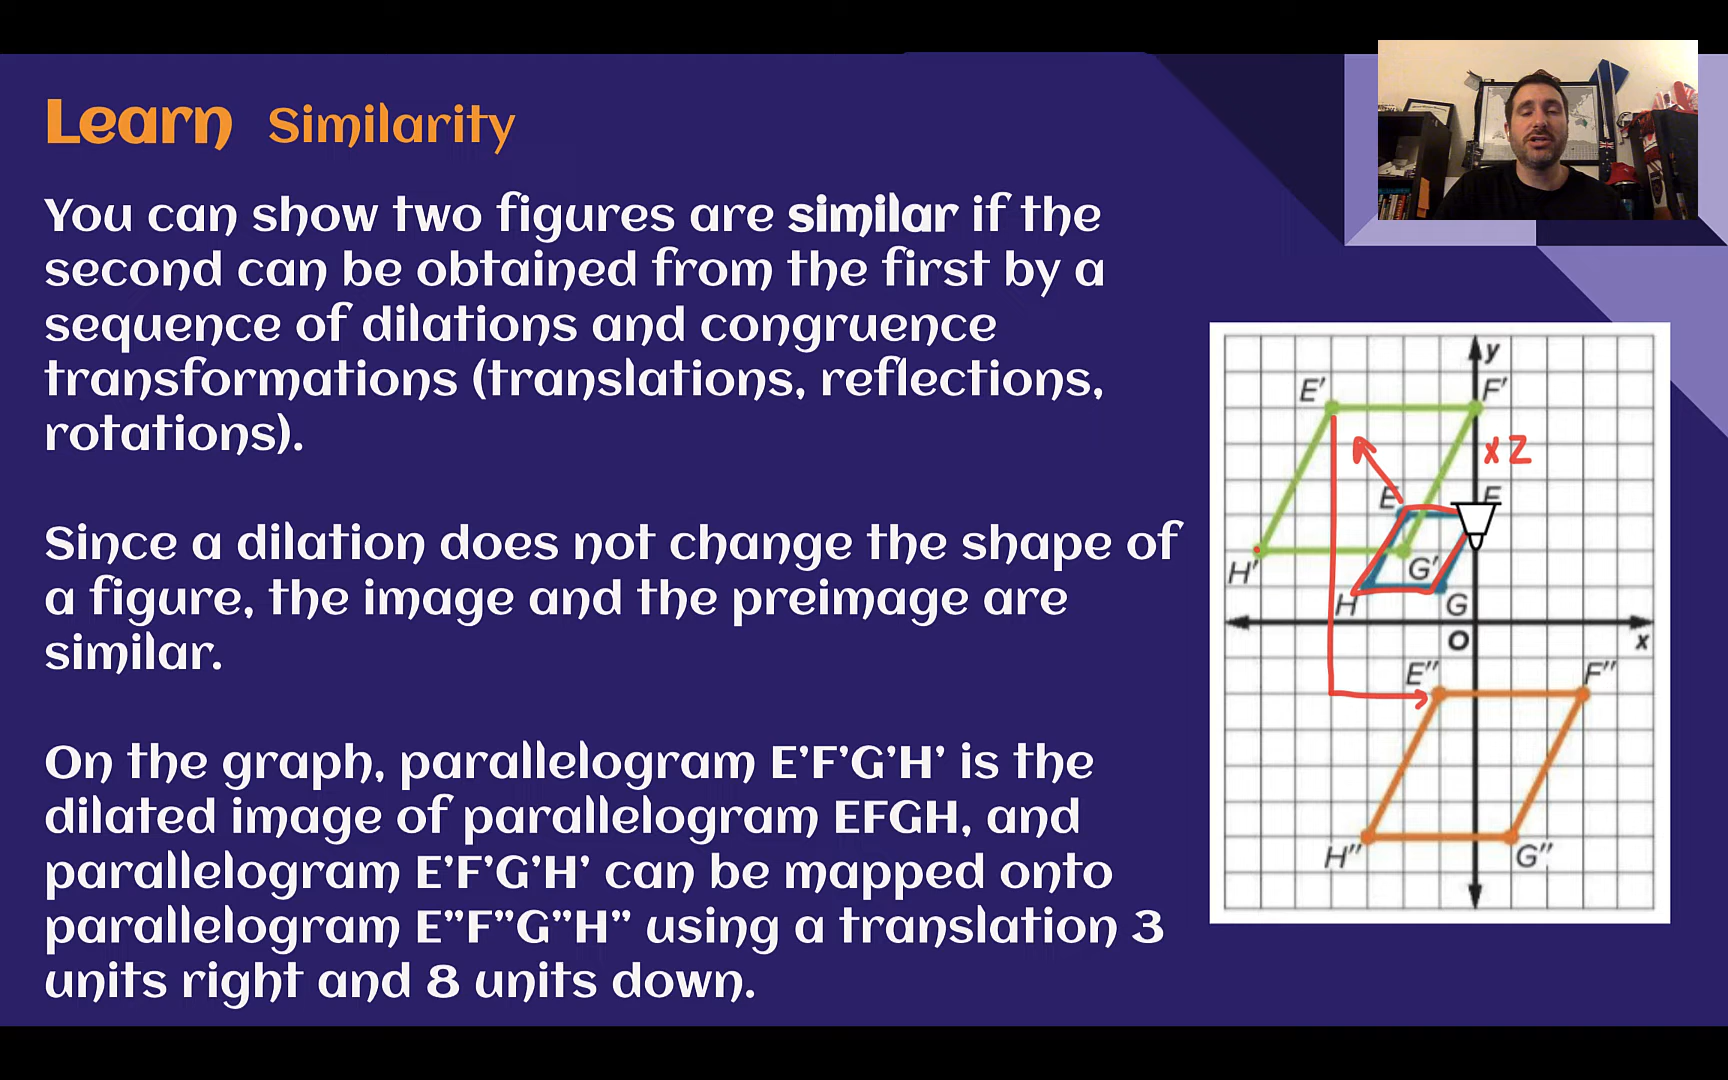 Learn Similarity
You can show two figures are similar if the
second can be obtained from the first by a
sequence of dilations and congruence
transformations (translations, reflections,
rotations).
Since a dilation does not change the shape of
a figure, the image and the preimage are
similar.
On the graph, parallelogram E’F’G’H’ is the
dilated image of parallelogram EFGH, and
parallelogram E’F’G’H’ can be mapped onto
parallelogram E”F”G”H” using a translation 3
units right and 8 units down.
y
E' F'
x2
E F
H' G'
H G
O x
E" F"
H" G"